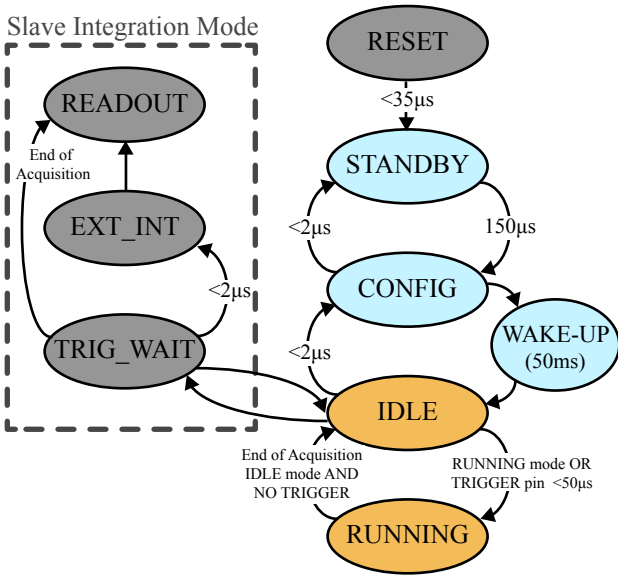 Slave Integration Mode
READOUT
End of
Acquisition
EXT_INT
<2µs
TRIG_WAIT
RESET
<35µs
STANDBY
<2µs
150µs
CONFIG
WAKE-UP
(50ms)
<2µs
IDLE
End of Acquisition
IDLE mode AND
NO TRIGGER
RUNNING mode OR
TRIGGER pin <50µs
RUNNING